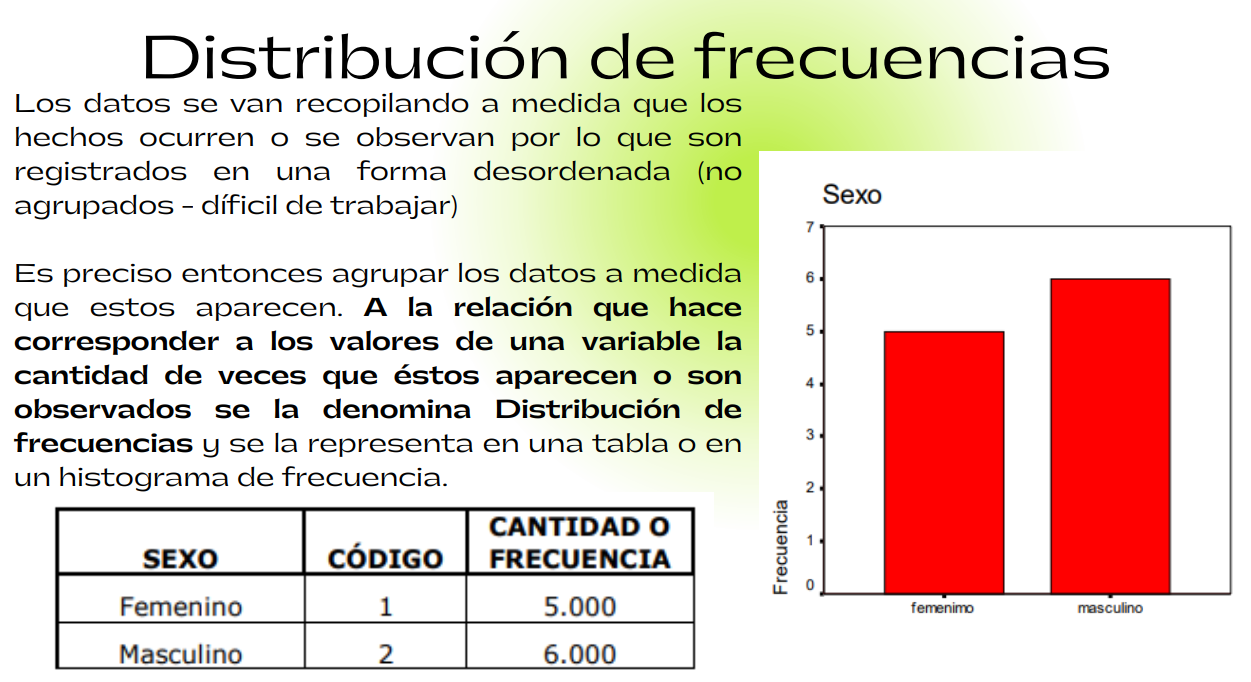 Distribución de frecuencias
Los datos se van recopilando a medida que los
hechos ocurren o se observan por lo que son
registrados en una forma desordenada (no
agrupados - díficil de trabajar)
Es preciso entonces agrupar los datos a medida
que estos aparecen. A la relación que hace
corresponder a los valores de una variable la
cantidad de veces que éstos aparecen o son
observados se la denomina Distribución de
frecuencias y se la representa en una tabla o en
un histograma de frecuencia.
SEXO CÓDIGO CANTIDAD O FRECUENCIA
Femenino 1 5.000
Masculino 2 6.000
Sexo
7
6
5
4
3
2
1
0
Frecuencia
femenimo masculino